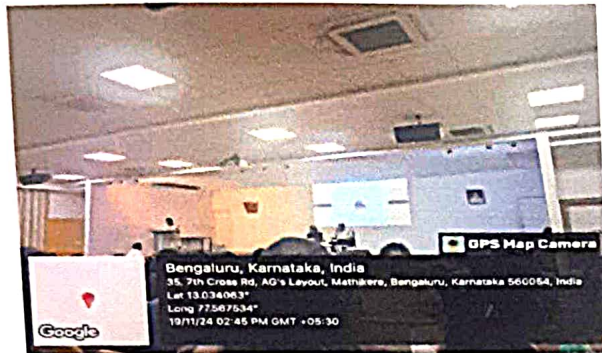 GPS Map Camera
Bengaluru, Karnataka, India
35, 7th Cross Rd, AG's Layout, Mathikere, Bengaluru, Karnataka 560054, India
Lat 13.034063°
Long 77.567534°
19/11/24 02:45 PM GMT +05:30
Google